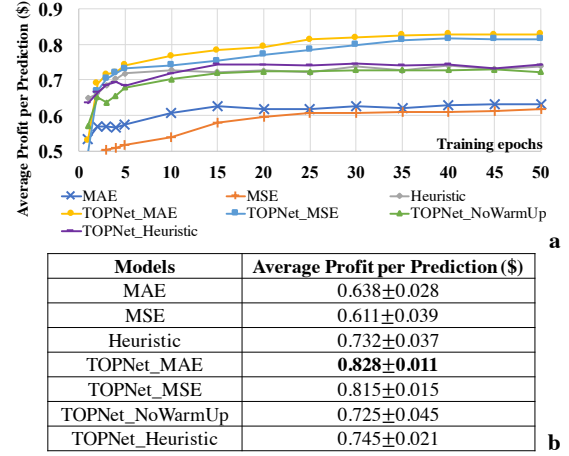 Average Profit per Prediction ($)
0.9
0.8
0.7
0.6
0.5
Training epochs
0 5 10 15 20 25 30 35 40 45 50
MAE MSE Heuristic
TOPNet_MAE TOPNet_MSE TOPNet_NoWarmUp
TOPNet_Heuristic
a
Models Average Profit per Prediction ($)
MAE 0.638±0.028
MSE 0.611±0.039
Heuristic 0.732±0.037
TOPNet_MAE 0.828±0.011
TOPNet_MSE 0.815±0.015
TOPNet_NoWarmUp 0.725±0.045
TOPNet_Heuristic 0.745±0.021
b